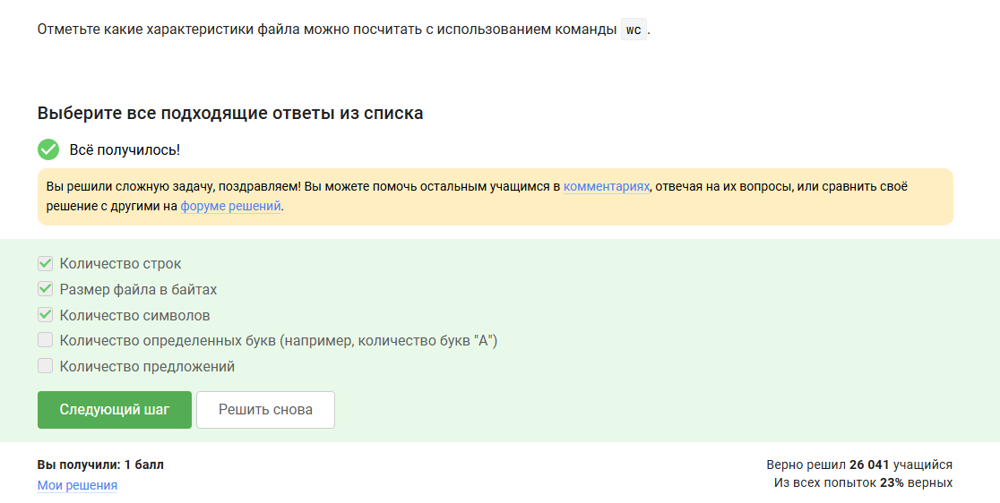 Отметьте какие характеристики файла можно посчитать с использованием команды wc.
Выберите все подходящие ответы из списка
Всё получилось!
Вы решили сложную задачу, поздравляем! Вы можете помочь остальным учащимся в комментариях, отвечая на их вопросы, или сравнить своё
решение с другими на форуме решений.
Количество строк
Размер файла в байтах
Количество символов
Количество определенных букв (например, количество букв "А")
Количество предложений
Следующий шаг
Решить снова
Вы получили: 1 балл
Мои решения
Верно решил 26 041 учащийся
Из всех попыток 23% верных